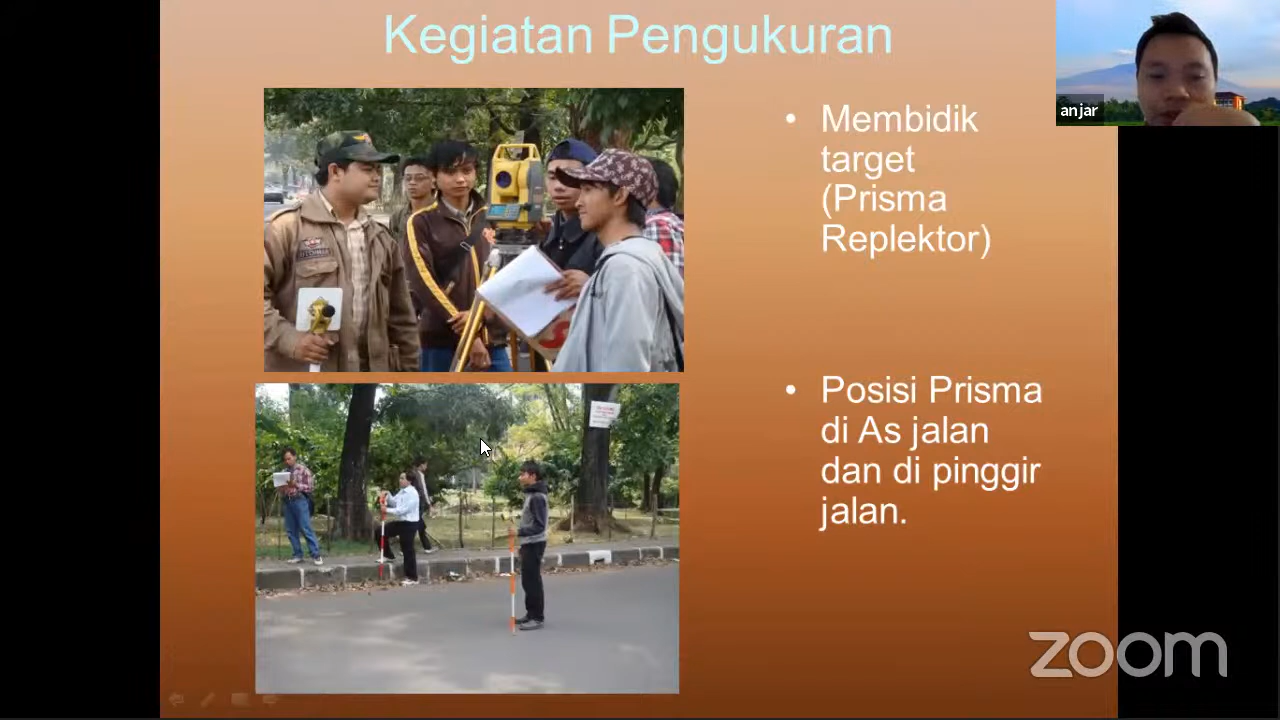 Kegiatan Pengukuran
anjar
• Membidik
target
(Prisma
Replektor)
• Posisi Prisma
di As jalan
dan di pinggir
jalan.
zoom